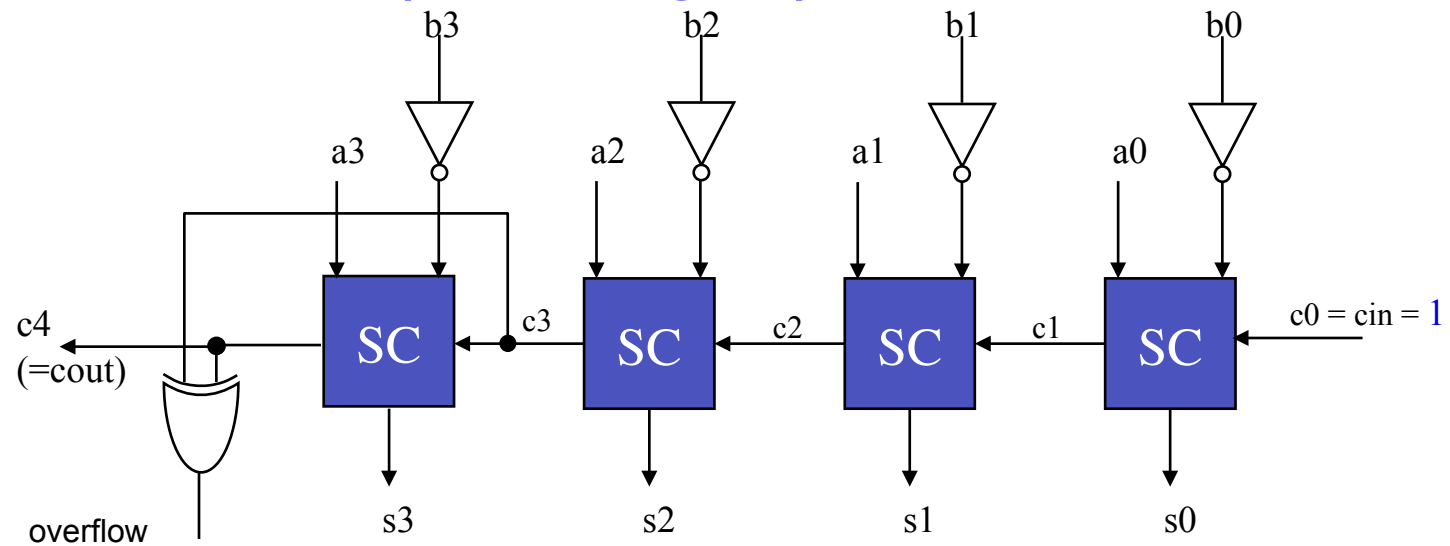 b3 b2 b1 b0
a3 a2 a1 a0
c4
(=cout)
SC c3 SC c2 SC c1 SC c0 = cin = 1
overflow s3 s2 s1 s0